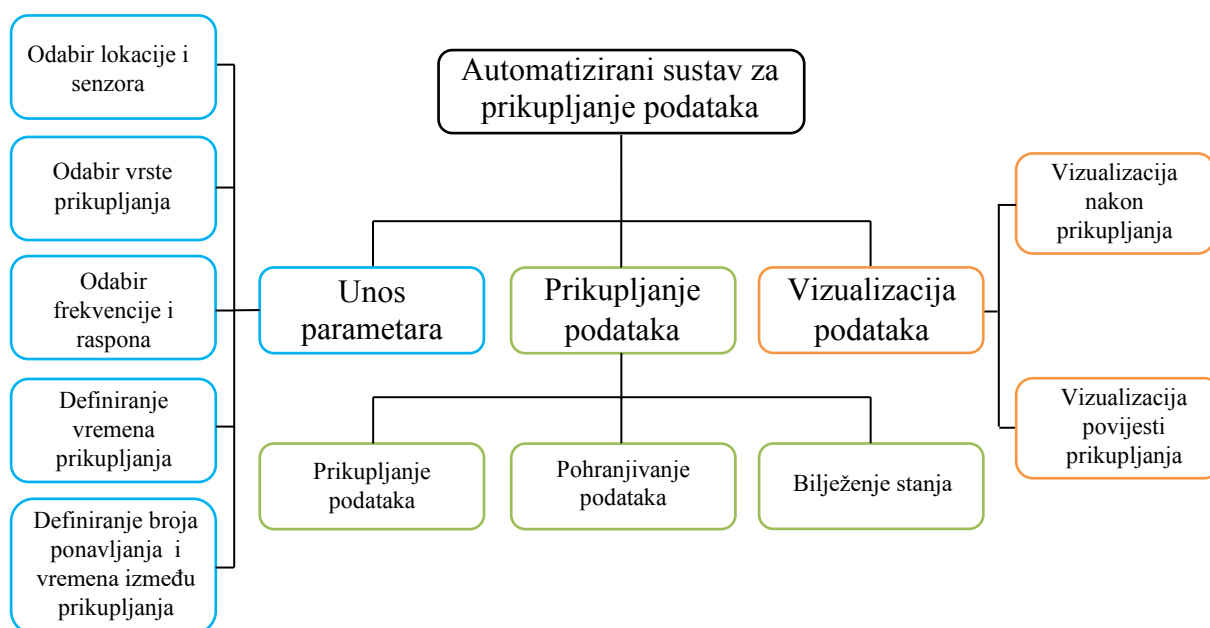 Automatizirani sustav za
prikupljanje podataka
Unos
parametara
Odabir lokacije i
senzora
Odabir vrste
prikupljanja
Odabir
frekvencije i
raspona
Definiranje
vremena
prikupljanja
Definiranje broja
ponavljanja i
vremena između
prikupljanja
Prikupljanje
podataka
Prikupljanje
podataka
Pohranjivanje
podataka
Bilježenje stanja
Vizualizacija
podataka
Vizualizacija
nakon
prikupljanja
Vizualizacija
povijesti
prikupljanja